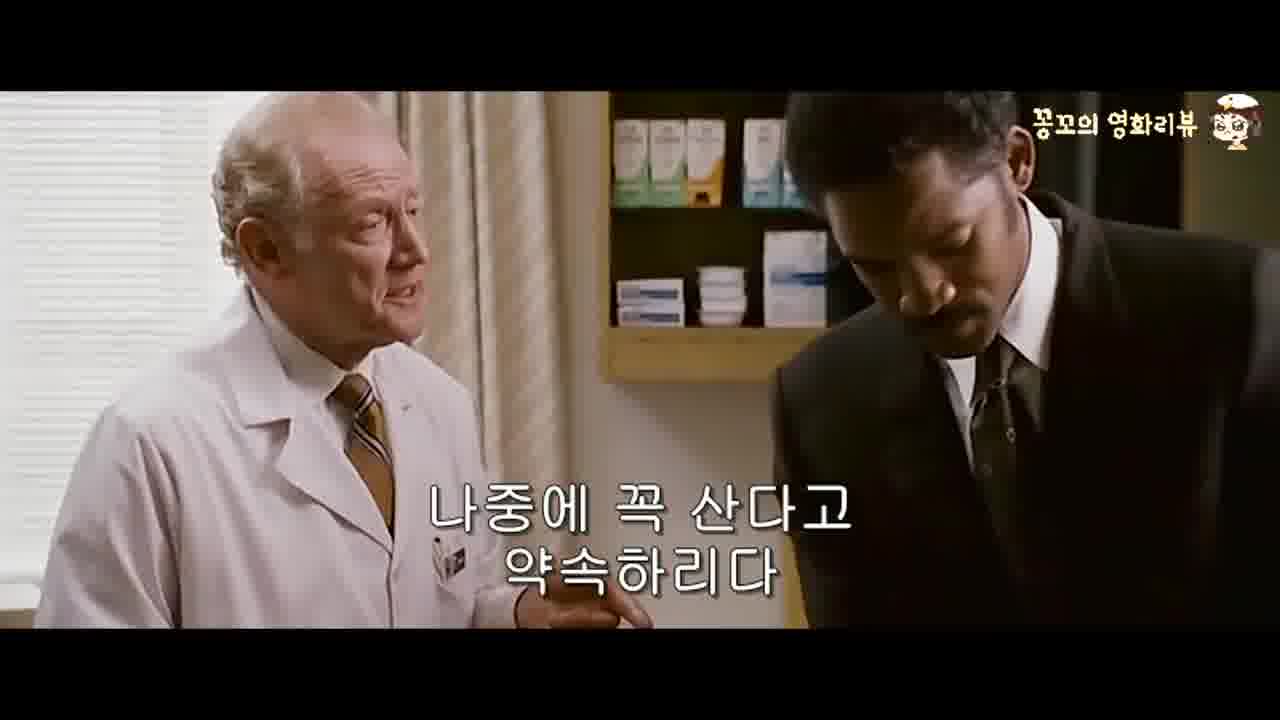 꽁꼬의 영화리뷰
나중에 꼭 산다고
약속하리다